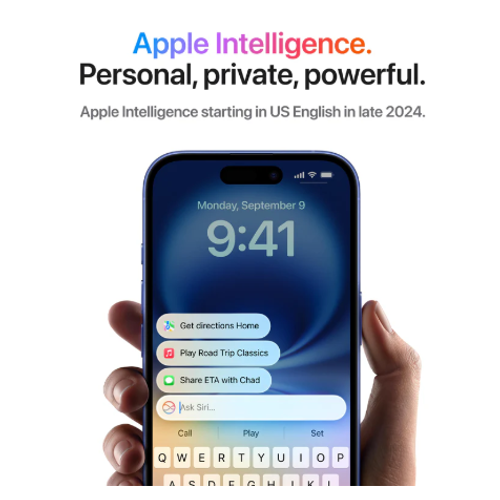 Apple Intelligence.
Personal, private, powerful.
Apple Intelligence starting in US English in late 2024.
Monday, September 9
9:41
Get directions Home
Play Road Trip Classics
Share ETA with Chad
Ask Siri...
Call Play Set
Q W E R T Y U I O P
A S D F G H J K L